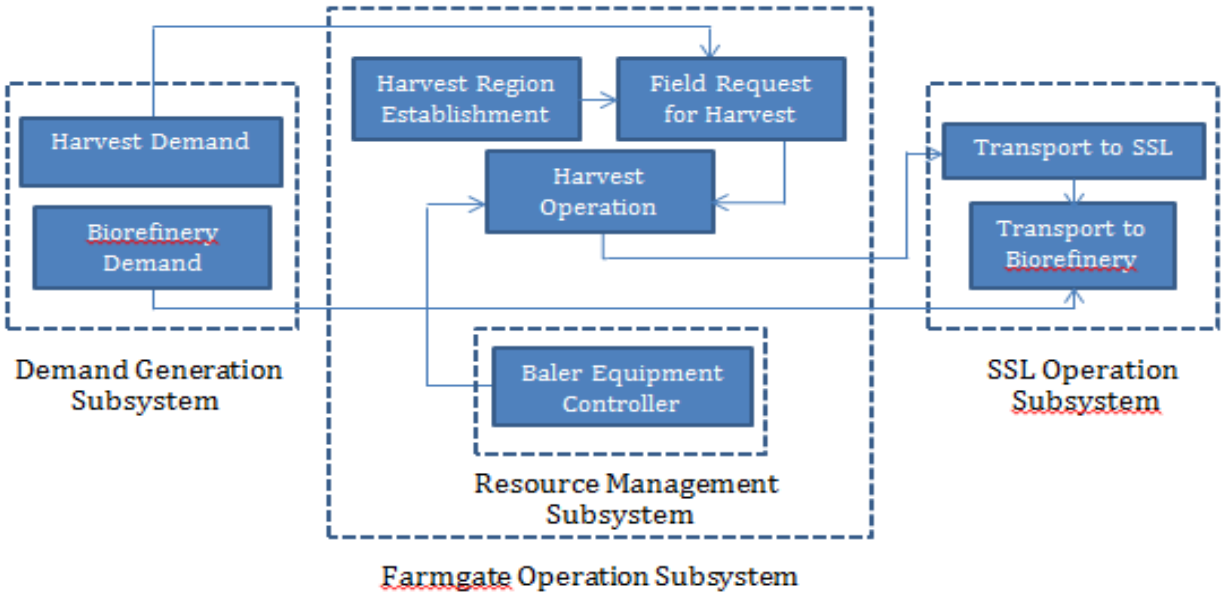 Harvest Demand
Biorefinery
Demand
Demand Generation
Subsystem
Harvest Region
Establishment
Field Request
for Harvest
Harvest
Operation
Baler Equipment
Controller
Resource Management
Subsystem
Farmgate Operation Subsystem
Transport to SSL
Transport to
Biorefinery
SSL Operation
Subsystem